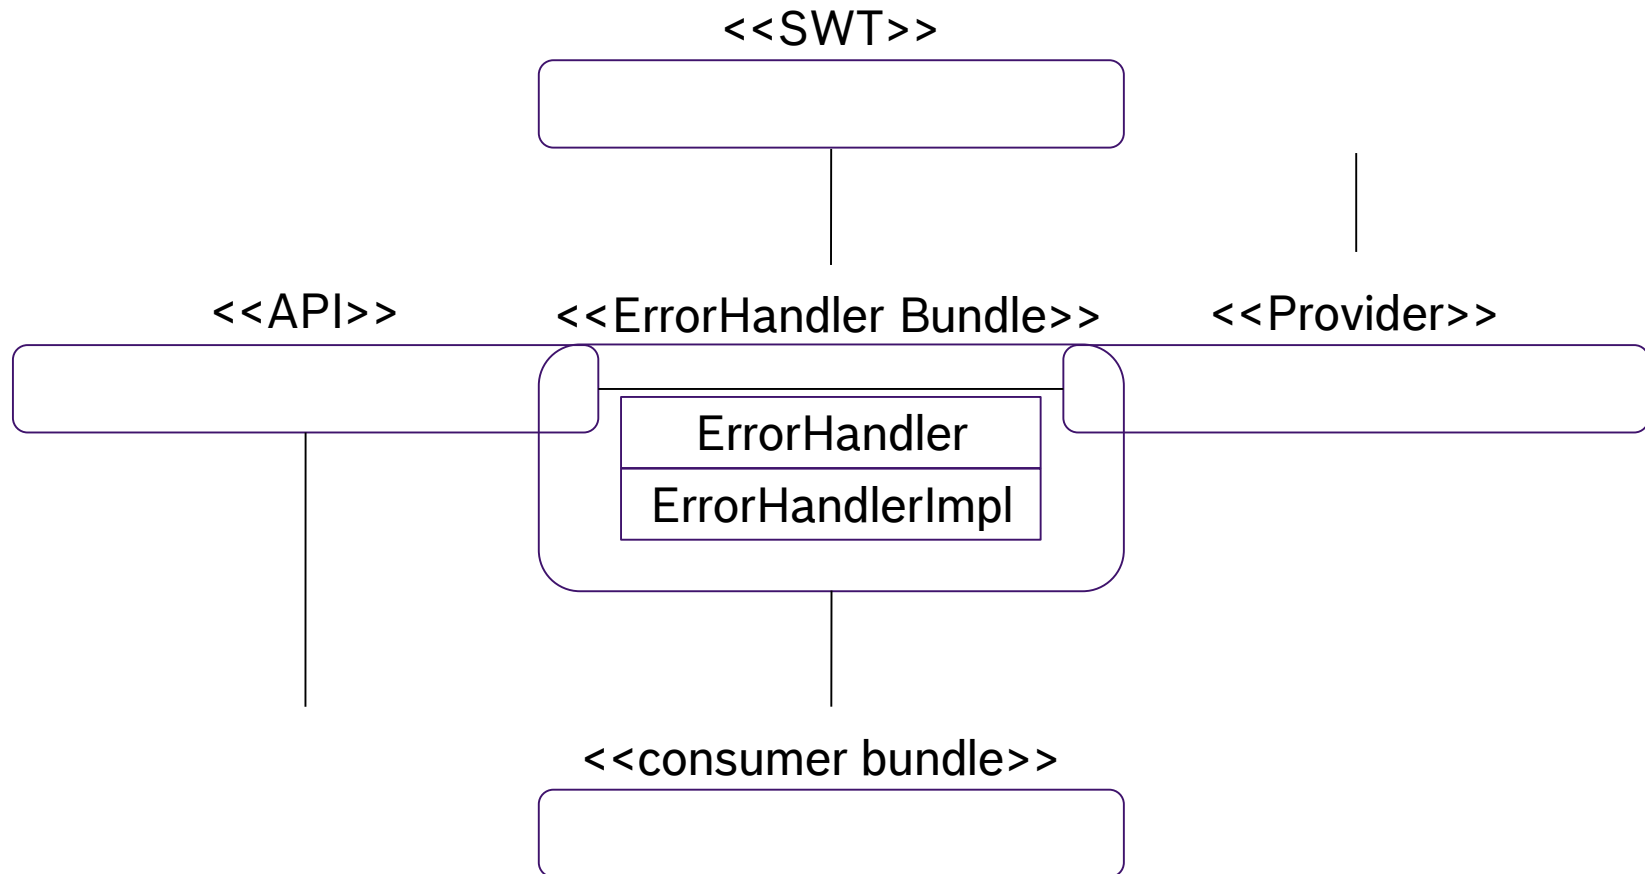 <<SWT>>
<<API>>
<<ErrorHandler Bundle>>
<<Provider>>
ErrorHandler
ErrorHandlerImpl
<<consumer bundle>>